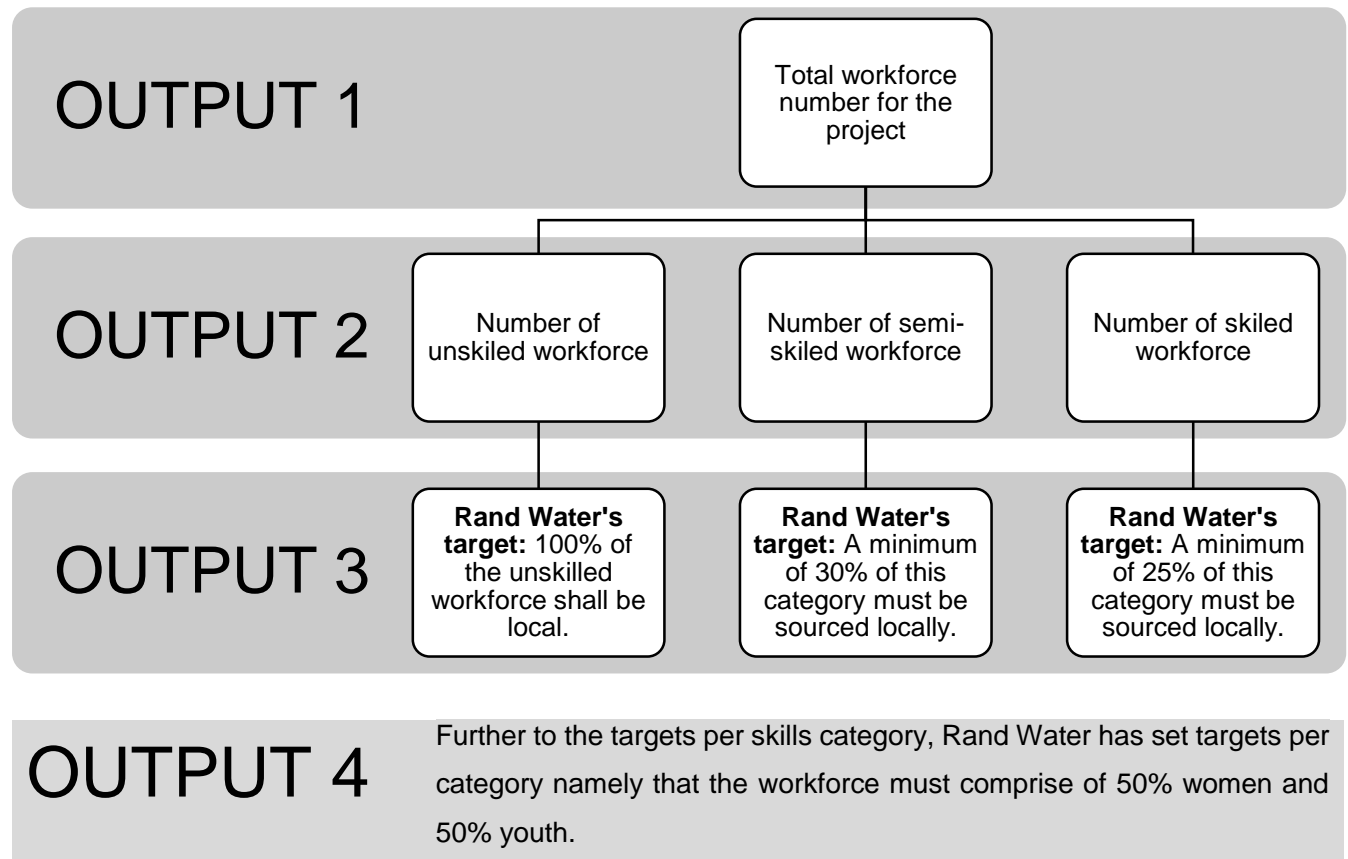 OUTPUT 1
Total workforce
number for the
project
OUTPUT 2
Number of
unskiled workforce
Number of semi-
skiled workforce
Number of skiled
workforce
OUTPUT 3
Rand Water's
target: 100% of
the unskilled
workforce shall be
local.
Rand Water's
target: A minimum
of 30% of this
category must be
sourced locally.
Rand Water's
target: A minimum
of 25% of this
category must be
sourced locally.
OUTPUT 4
Further to the targets per skills category, Rand Water has set targets per
category namely that the workforce must comprise of 50% women and
50% youth.